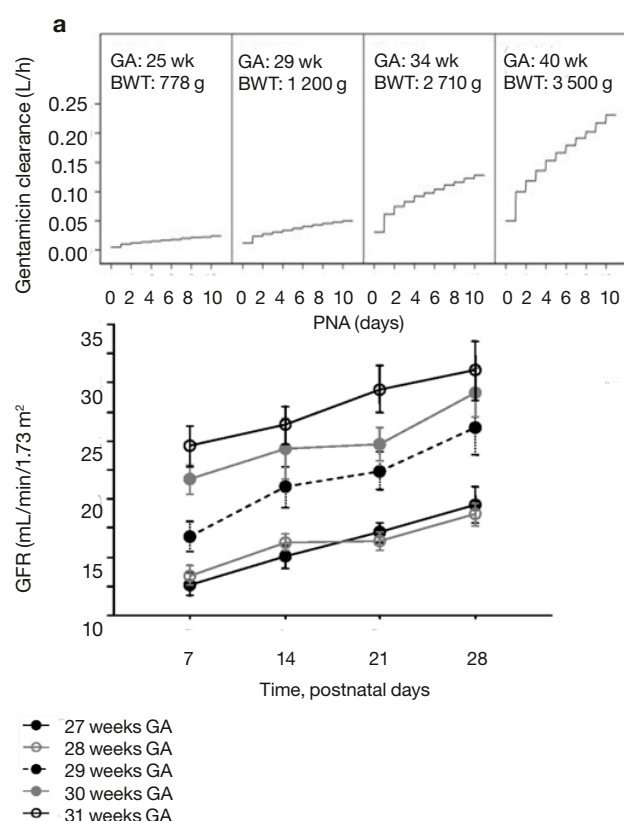 a
GA: 25 wk
BWT: 778 g
GA: 29 wk
BWT: 1 200 g
GA: 34 wk
BWT: 2 710 g
GA: 40 wk
BWT: 3 500 g
Gentamicin clearance (L/h)
0.25
0.20
0.15
0.10
0.05
0.00
0 2 4 6 8 10 0 2 4 6 8 10 0 2 4 6 8 10 0 2 4 6 8 10
PNA (days)
GFR (mL/min/1.73 m²
35
30
25
20
15
10
7 14 21 28
Time, postnatal days
27 weeks GA
28 weeks GA
29 weeks GA
30 weeks GA
31 weeks GA